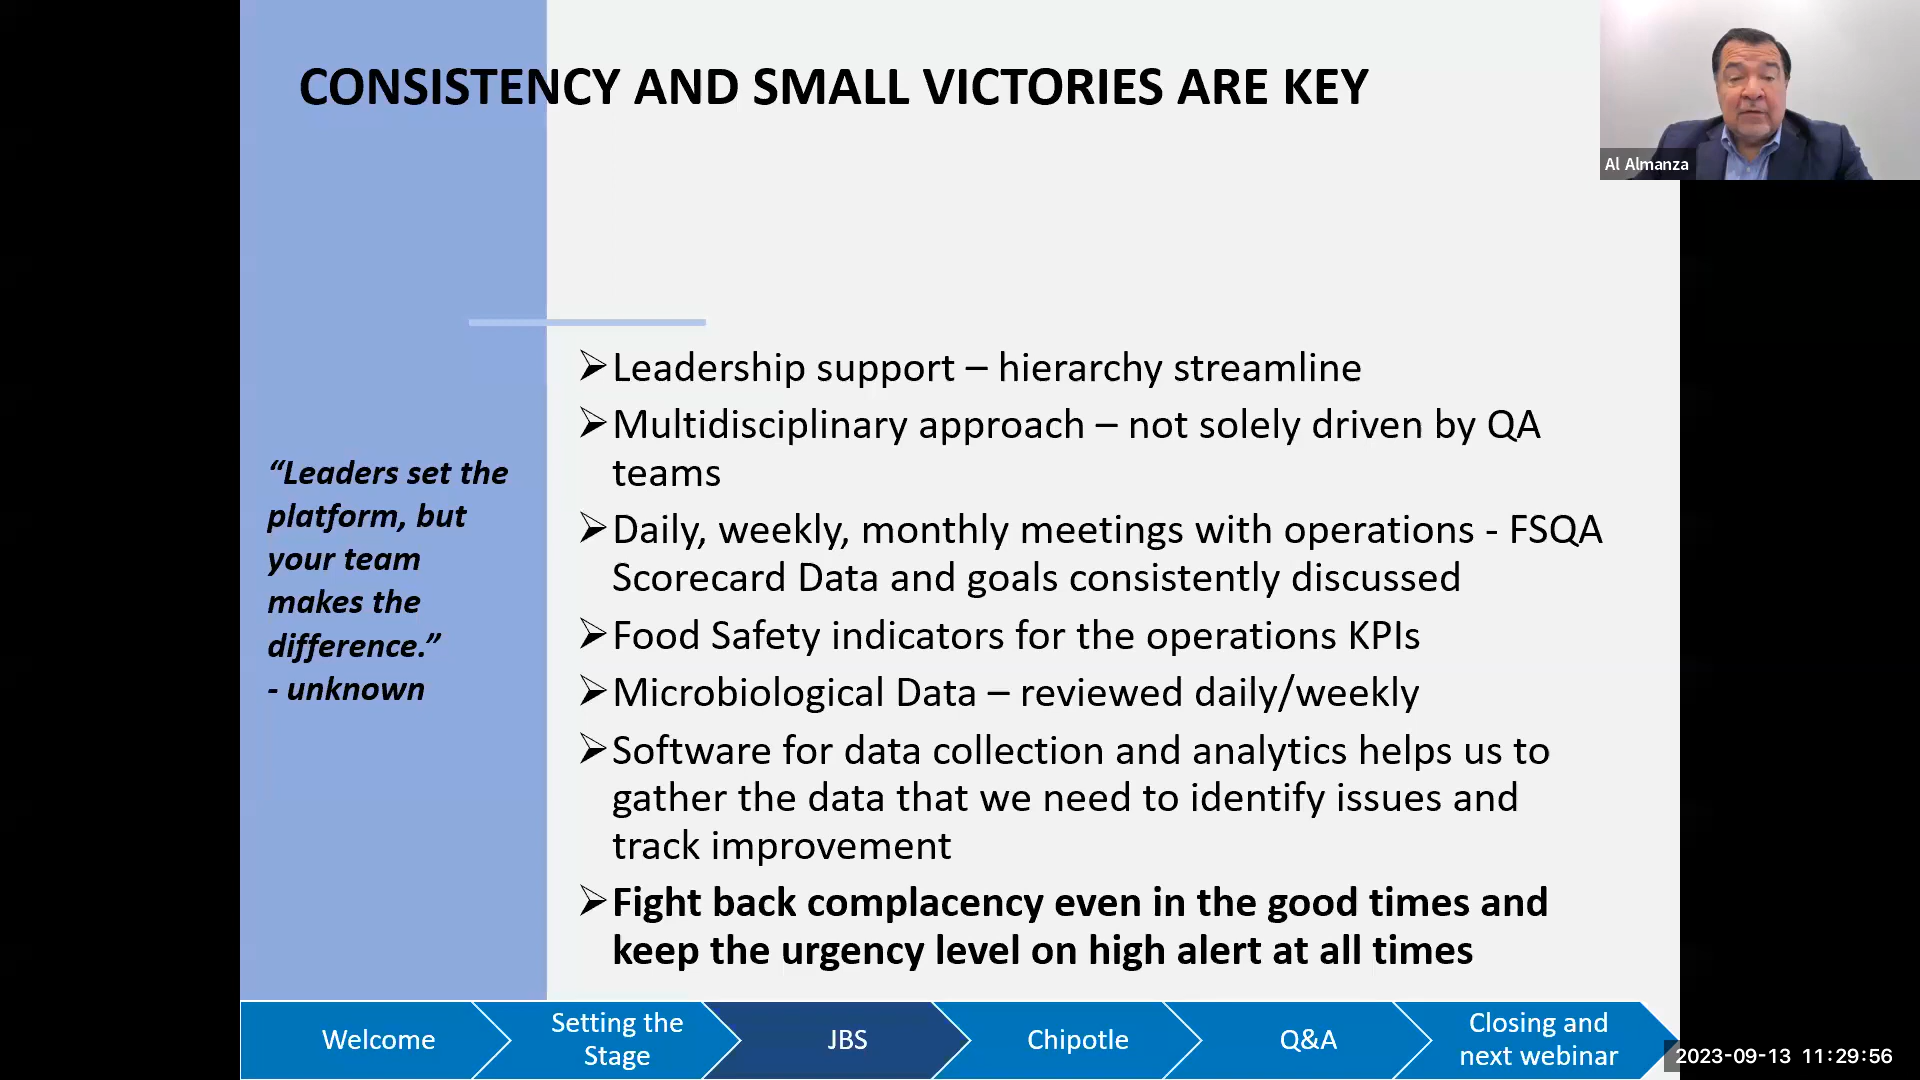 CONSISTENCY AND SMALL VICTORIES ARE KEY
Al Almanza
“Leaders set the
platform, but
your team
makes the
difference.”
- unknown
➢Leadership support – hierarchy streamline
➢Multidisciplinary approach – not solely driven by QA
teams
➢Daily, weekly, monthly meetings with operations - FSQA
Scorecard Data and goals consistently discussed
➢Food Safety indicators for the operations KPIs
➢Microbiological Data – reviewed daily/weekly
➢Software for data collection and analytics helps us to
gather the data that we need to identify issues and
track improvement
➢Fight back complacency even in the good times and
keep the urgency level on high alert at all times
Welcome
Setting the
Stage
JBS
Chipotle
Q&A
Closing and
next webinar
2023-09-13 11:29:56